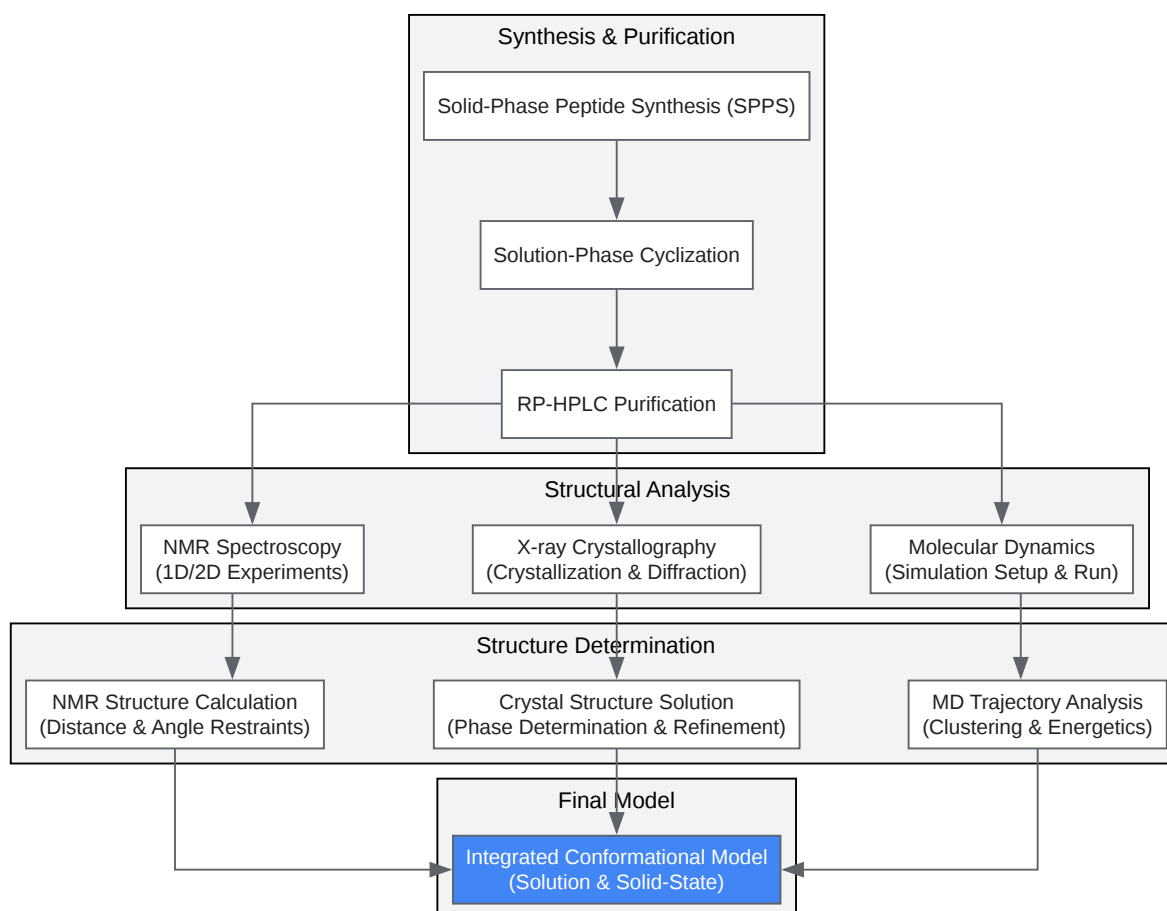 Synthesis & Purification
Solid-Phase Peptide Synthesis (SPPS)
Solution-Phase Cyclization
RP-HPLC Purification
Structural Analysis
NMR Spectroscopy
(1D/2D Experiments)
X-ray Crystallography
(Crystallization & Diffraction)
Molecular Dynamics
(Simulation Setup & Run)
Structure Determination
NMR Structure Calculation
(Distance & Angle Restraints)
Crystal Structure Solution
(Phase Determination & Refinement)
MD Trajectory Analysis
(Clustering & Energetics)
Final Model
Integrated Conformational Model
(Solution & Solid-State)